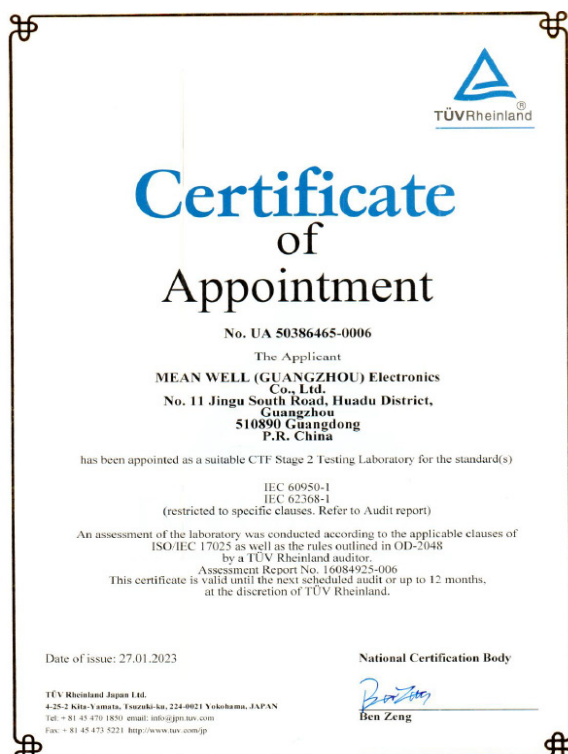 TÜVRheinland®
Certificate
of
Appointment
No. UA 50386465-0006
The Applicant
MEAN WELL (GUANGZHOU) Electronics
Co., Ltd.
No. 11 Jingu South Road, Huadu District,
Guangzhou
510890 Guangdong
P.R. China
has been appointed as a suitable CTF Stage 2 Testing Laboratory for the standard(s)
IEC 60950-1
IEC 62368-1
(restricted to specific clauses. Refer to Audit report)
An assessment of the laboratory was conducted according to the applicable clauses of
ISO/IEC 17025 as well as the rules outlined in OD-2048
by a TÜV Rheinland auditor.
Assessment Report No. 16084925-006
This certificate is valid until the next scheduled audit or up to 12 months,
at the discretion of TÜV Rheinland.
Date of issue: 27.01.2023
National Certification Body
Ben Zeng
Ben Zeng
TÜV Rheinland Japan Ltd.
4-25-2 Kita-Yamata, Tsuzuki-ku, 224-0021 Yokohama, JAPAN
Tel: + 81 45 470 1850 email: info@jpn.tuv.com
Fax: + 81 45 473 5221 http://www.tuv.com/jp